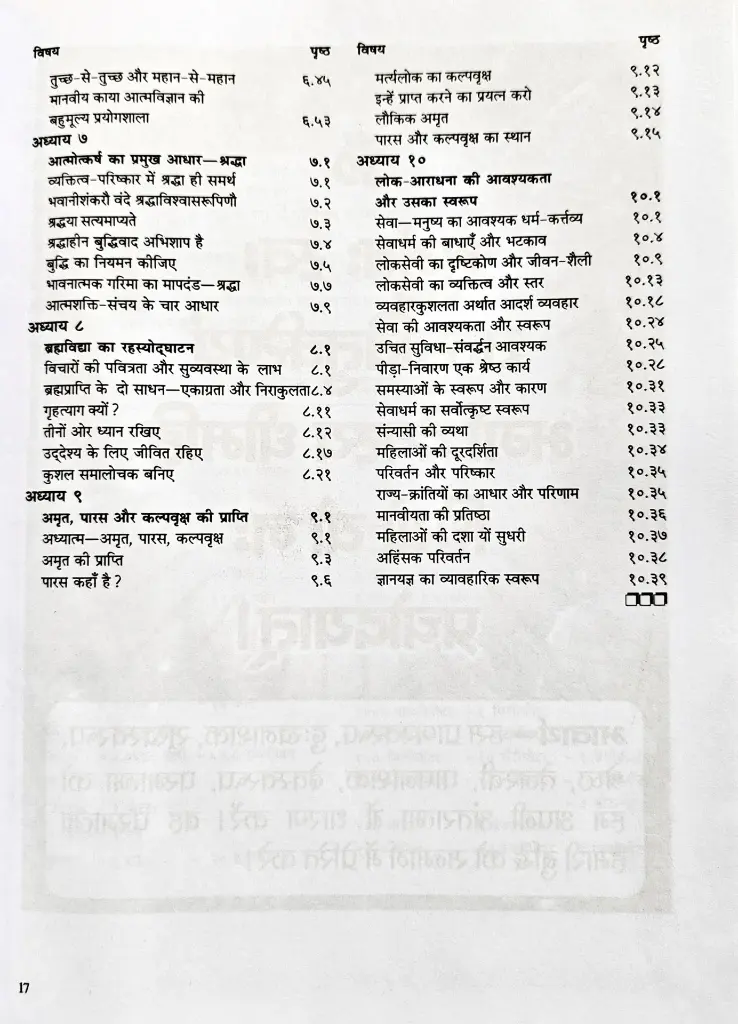 विषय पृष्ठ
तुच्छ-से-तुच्छ और महान-से-महान ६.४५
मानवीय काया आत्मविज्ञान की
बहुमूल्य प्रयोगशाला ६.५३
अध्याय ७
आत्मोत्कर्ष का प्रमुख आधार—श्रद्धा ७.१
व्यक्तित्व-परिष्कार में श्रद्धा ही समर्थ ७.१
भवानीशंकरौ वंदे श्रद्धाविश्वासरूपिणौ ७.२
श्रद्धया सत्यमाप्यते ७.३
श्रद्धाहीन बुद्धिवाद अभिशाप है ७.४
बुद्धि का नियमन कीजिए ७.५
भावनात्मक गरिमा का मापदंड—श्रद्धा ७.७
आत्मशक्ति-संचय के चार आधार ७.९
अध्याय ८
ब्रह्मविद्या का रहस्योद्घाटन ८.१
विचारों की पवित्रता और सुव्यवस्था के लाभ ८.१
ब्रह्मप्राप्ति के दो साधन—एकाग्रता और निराकुलता८.४
गृहत्याग क्यों ? ८.११
तीनों ओर ध्यान रखिए ८.१२
उद्देश्य के लिए जीवित रहिए ८.१७
कुशल समालोचक बनिए ८.२१
अध्याय ९
अमृत, पारस और कल्पवृक्ष की प्राप्ति ९.१
अध्यात्म—अमृत, पारस, कल्पवृक्ष ९.१
अमृत की प्राप्ति ९.३
पारस कहाँ है ? ९.६
विषय पृष्ठ
मर्त्यलोक का कल्पवृक्ष ९.१२
इन्हें प्राप्त करने का प्रयत्न करो ९.१३
लौकिक अमृत ९.१४
पारस और कल्पवृक्ष का स्थान ९.१५
अध्याय १०
लोक-आराधना की आवश्यकता
और उसका स्वरूप १०.१
सेवा—मनुष्य का आवश्यक धर्म-कर्त्तव्य १०.१
सेवाधर्म की बाधाएँ और भटकाव १०.४
लोकसेवी का दृष्टिकोण और जीवन-शैली १०.९
लोकसेवी का व्यक्तित्व और स्तर १०.१३
व्यवहारकुशलता अर्थात आदर्श व्यवहार १०.१८
सेवा की आवश्यकता और स्वरूप १०.२४
उचित सुविधा-संवर्द्धन आवश्यक १०.२५
पीड़ा-निवारण एक श्रेष्ठ कार्य १०.२८
समस्याओं के स्वरूप और कारण १०.३१
सेवाधर्म का सर्वोत्कृष्ट स्वरूप १०.३३
संन्यासी की व्यथा १०.३३
महिलाओं की दूरदर्शिता १०.३४
परिवर्तन और परिष्कार १०.३५
राज्य-क्रांतियों का आधार और परिणाम १०.३५
मानवीयता की प्रतिष्ठा १०.३६
महिलाओं की दशा यों सुधरी १०.३७
अहिंसक परिवर्तन १०.३८
ज्ञानयज्ञ का व्यावहारिक स्वरूप १०.३९
17